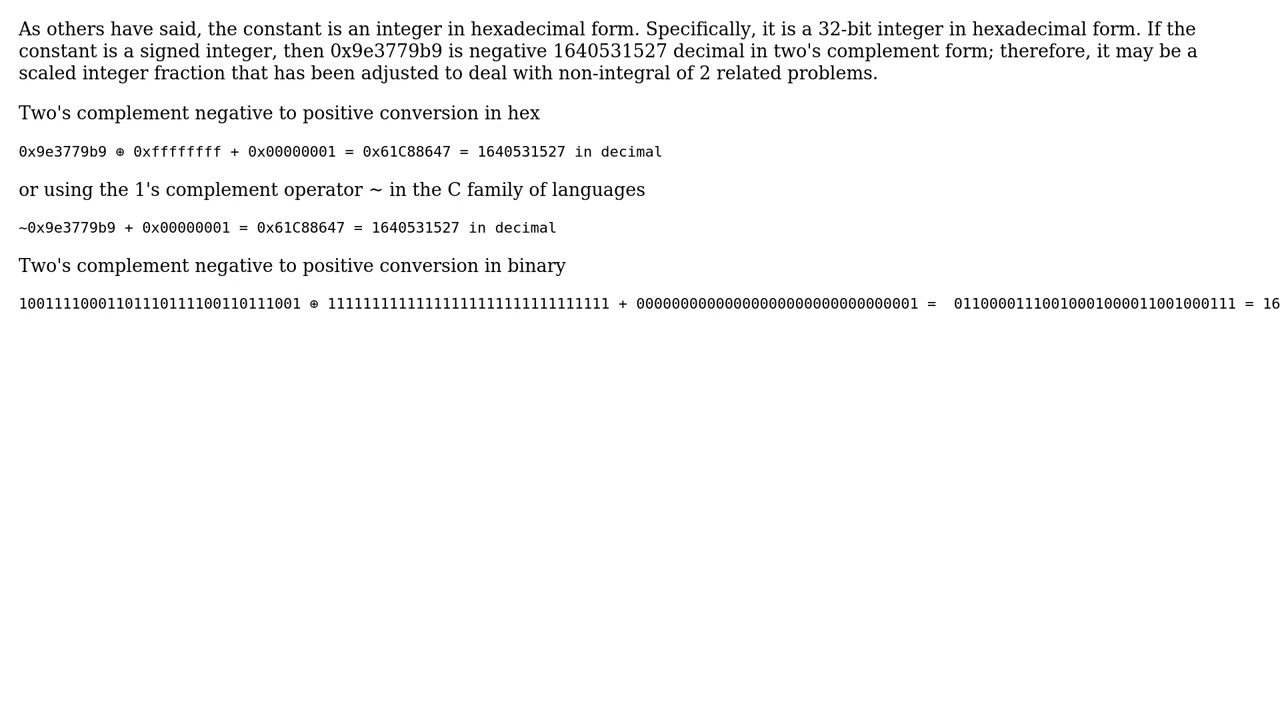 As others have said, the constant is an integer in hexadecimal form. Specifically, it is a 32-bit integer in hexadecimal form. If the
constant is a signed integer, then 0x9e3779b9 is negative 1640531527 decimal in two's complement form; therefore, it may be a
scaled integer fraction that has been adjusted to deal with non-integral of 2 related problems.
Two's complement negative to positive conversion in hex
0x9e3779b9 ⊕ 0xffffffff + 0x00000001 = 0x61C88647 = 1640531527 in decimal
or using the 1's complement operator ~ in the C family of languages
~0x9e3779b9 + 0x00000001 = 0x61C88647 = 1640531527 in decimal
Two's complement negative to positive conversion in binary
10011110001101110111100110111001 ⊕ 11111111111111111111111111111111 + 00000000000000000000000000000001 =  01100001110010001000011001000111 = 16